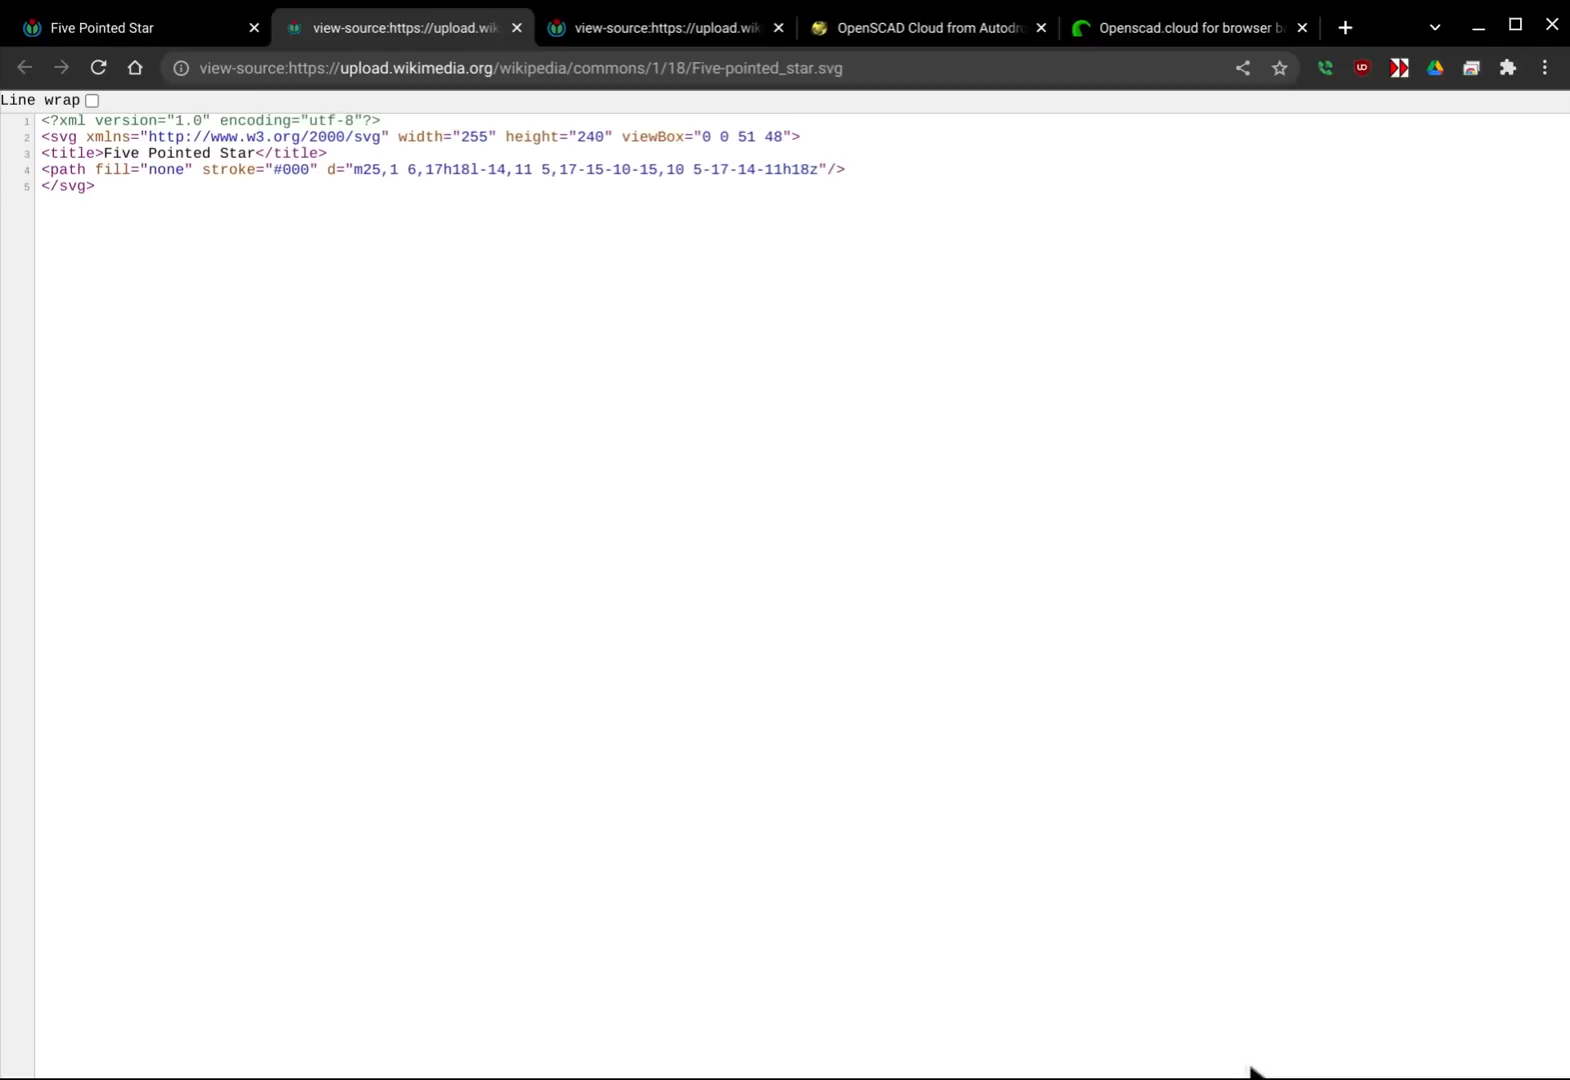 Five Pointed Star
view-source:https://upload.wik
view-source:https://upload.wik
OpenSCAD Cloud from Autodr
Openscad.cloud for browser b
view-source:https://upload.wikimedia.org/wikipedia/commons/1/18/Five-pointed_star.svg
Line wrap
1 <?xml version="1.0" encoding="utf-8"?>
2 <svg xmlns="http://www.w3.org/2000/svg" width="255" height="240" viewBox="0 0 51 48">
3 <title>Five Pointed Star</title>
4 <path fill="none" stroke="#000" d="m25,1 6,17h18l-14,11 5,17-15-10-15,10 5-17-14-11h18z"/>
5 </svg>